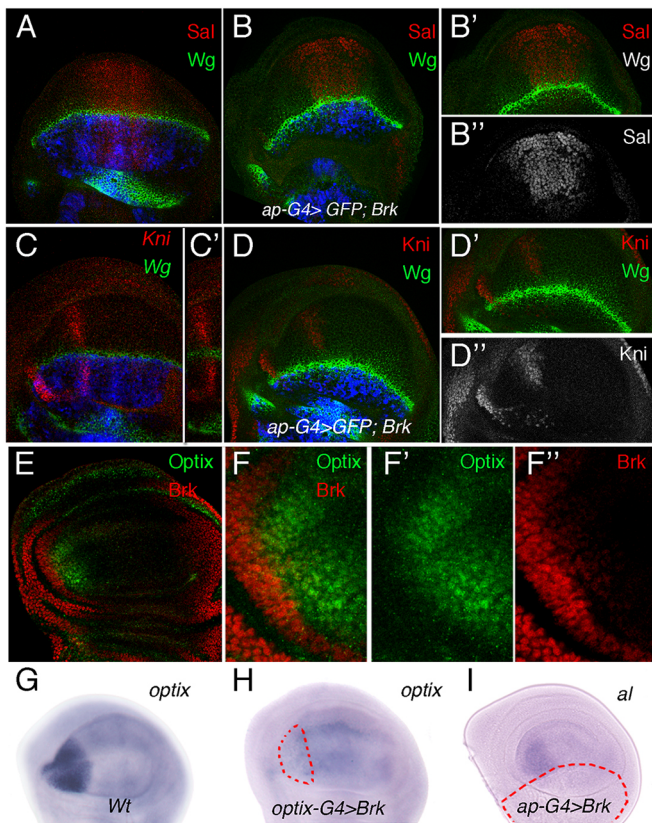 A Sal
Wg
B Sal
Wg
ap-G4> GFP; Brk
B' Sal
Wg
B" Sal
C Kni
Wg
C'
D Kni
Wg
ap-G4>GFP; Brk
D' Kni
Wg
D" Kni
E Optix
Brk
F Optix
Brk
F' Optix
F" Brk
G optix
Wt
H optix
optix-G4>Brk
I al
ap-G4>Brk